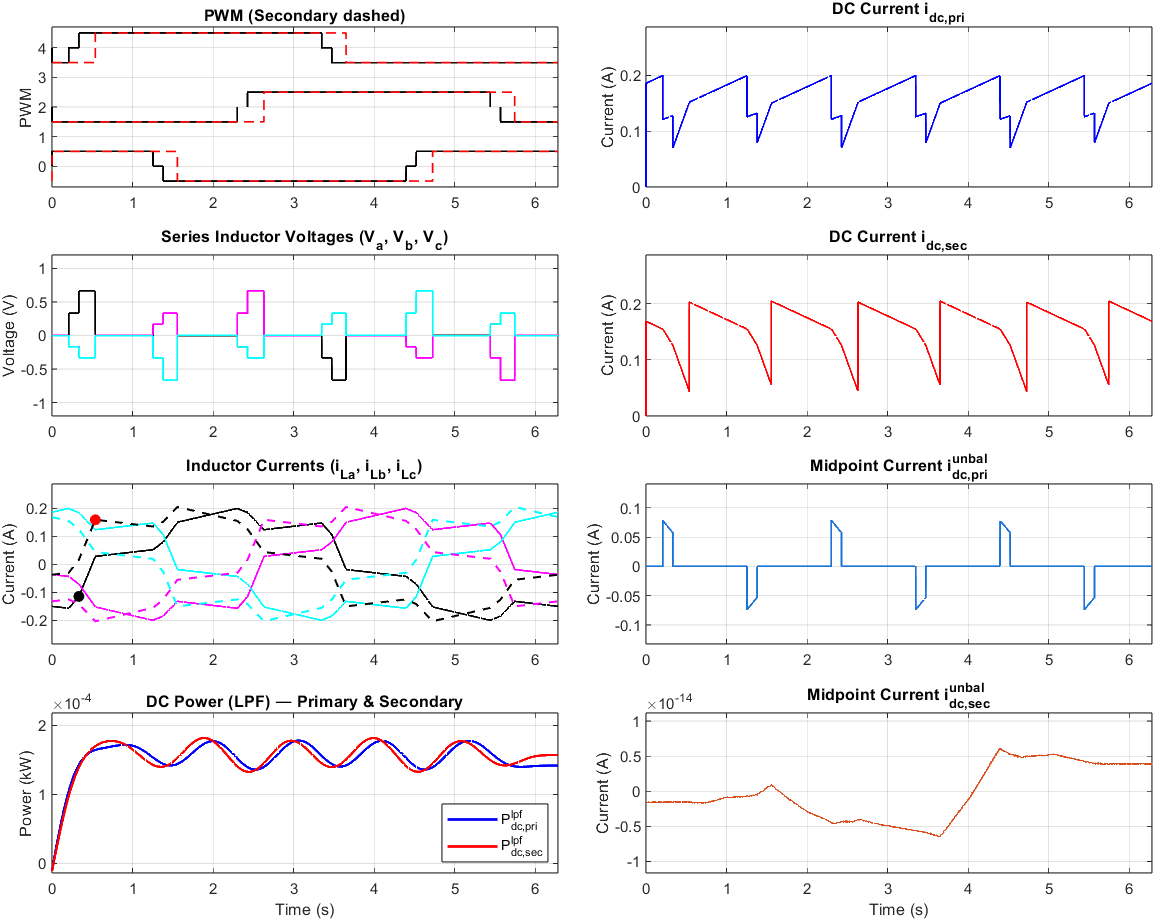 PWM (Secondary dashed)
PWM
4
3
2
1
0
0 1 2 3 4 5 6
DC Current i_dc,pri
Current (A)
0.2
0.1
0
0 1 2 3 4 5 6
Series Inductor Voltages (V_a, V_b, V_c)
Voltage (V)
1
0.5
0
-0.5
-1
0 1 2 3 4 5 6
DC Current i_dc,sec
Current (A)
0.2
0.1
0
0 1 2 3 4 5 6
Inductor Currents (i_La, i_Lb, i_Lc)
Current (A)
0.2
0.1
0
-0.1
-0.2
0 1 2 3 4 5 6
Midpoint Current i^unbal_dc,pri
Current (A)
0.1
0.05
0
-0.05
-0.1
0 1 2 3 4 5 6
DC Power (LPF) — Primary & Secondary
×10^-4
Power (kW)
2
1
0
P^lpf_dc,pri
P^lpf_dc,sec
0 1 2 3 4 5 6
Time (s)
Midpoint Current i^unbal_dc,sec
×10^-14
Current (A)
1
0.5
0
-0.5
-1
0 1 2 3 4 5 6
Time (s)